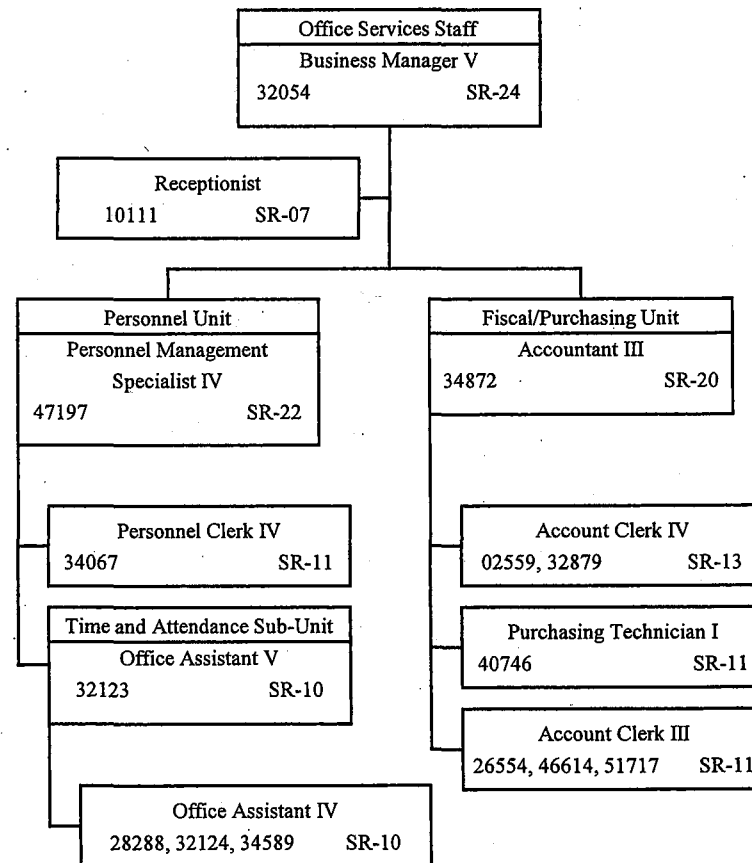 Office Services Staff
Business Manager V
32054 SR-24
Receptionist
10111 SR-07
Personnel Unit
Personnel Management
Specialist IV
47197 SR-22
Fiscal/Purchasing Unit
Accountant III
34872 SR-20
Personnel Clerk IV
34067 SR-11
Account Clerk IV
02559, 32879 SR-13
Time and Attendance Sub-Unit
Office Assistant V
32123 SR-10
Purchasing Technician I
40746 SR-11
Account Clerk III
26554, 46614, 51717 SR-11
Office Assistant IV
28288, 32124, 34589 SR-10